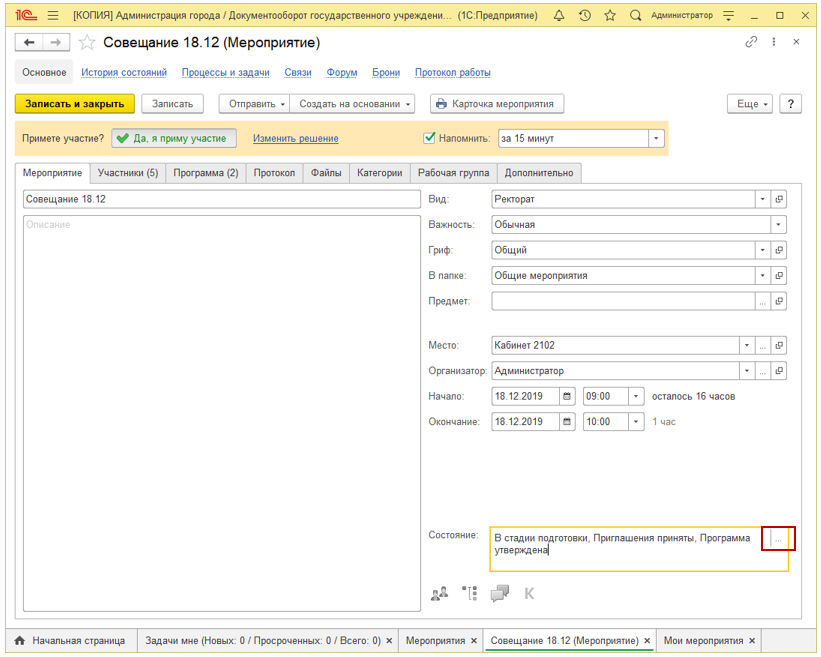 1С [КОПИЯ] Администрация города / Документооборот государственного учреждени... (1С:Предприятие) Администратор
Совещание 18.12 (Мероприятие)
Основное История состояний Процессы и задачи Связи Форум Брони Протокол работы
Записать и закрыть Записать Отправить Создать на основании Карточка мероприятия Еще ?
Примете участие? Да, я приму участие Изменить решение Напомнить: за 15 минут
Мероприятие Участники (5) Программа (2) Протокол Файлы Категории Рабочая группа Дополнительно
Совещание 18.12 Вид: Ректорат
Описание Важность: Обычная
Гриф: Общий
В папке: Общие мероприятия
Предмет: ...
Место: Кабинет 2102 ...
Организатор: Администратор ...
Начало: 18.12.2019 09:00 осталось 16 часов
Окончание: 18.12.2019 10:00 1 час
Состояние: В стадии подготовки, Приглашения приняты, Программа ...
утверждена
К
Начальная страница Задачи мне (Новых: 0 / Просроченных: 0 / Всего: 0) Мероприятия Совещание 18.12 (Мероприятие) Мои мероприятия